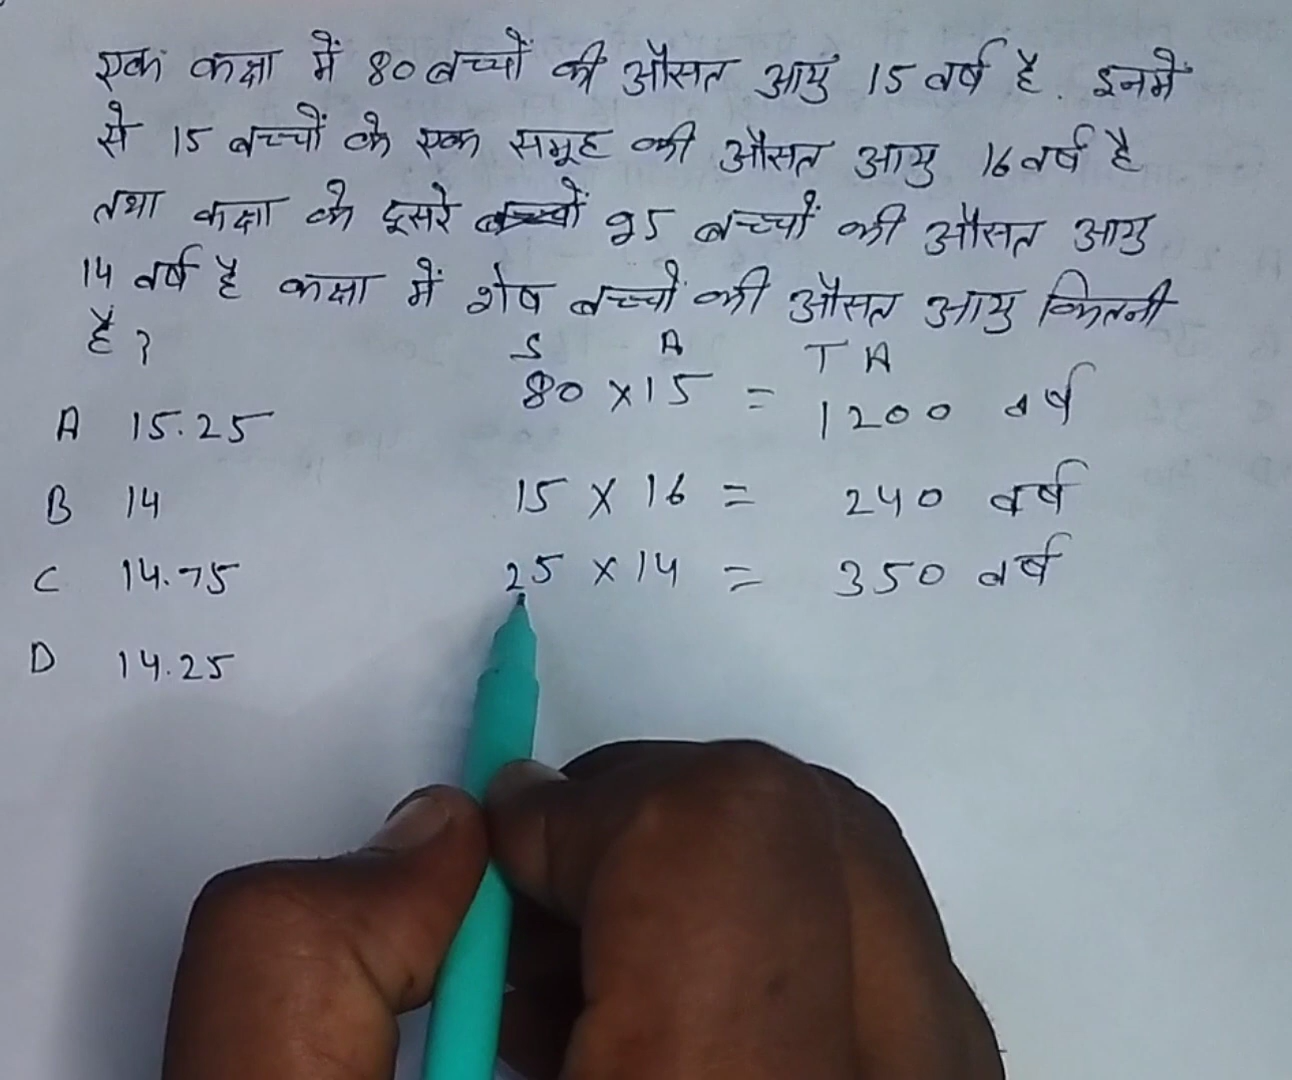 एक कक्षा में 80 बच्चों की औसत आयु 15 वर्ष है. इनमें
से 15 बच्चों के एक समूह की औसत आयु 16 वर्ष है
तथा कक्षा के दूसरे 25 बच्चों की औसत आयु
14 वर्ष है कक्षा में शेष बच्चों की औसत आयु कितनी
है ?
S A T A
80 × 15 = 1200 वर्ष
A 15.25
15 × 16 = 240 वर्ष
B 14
25 × 14 = 350 वर्ष
C 14.75
D 14.25